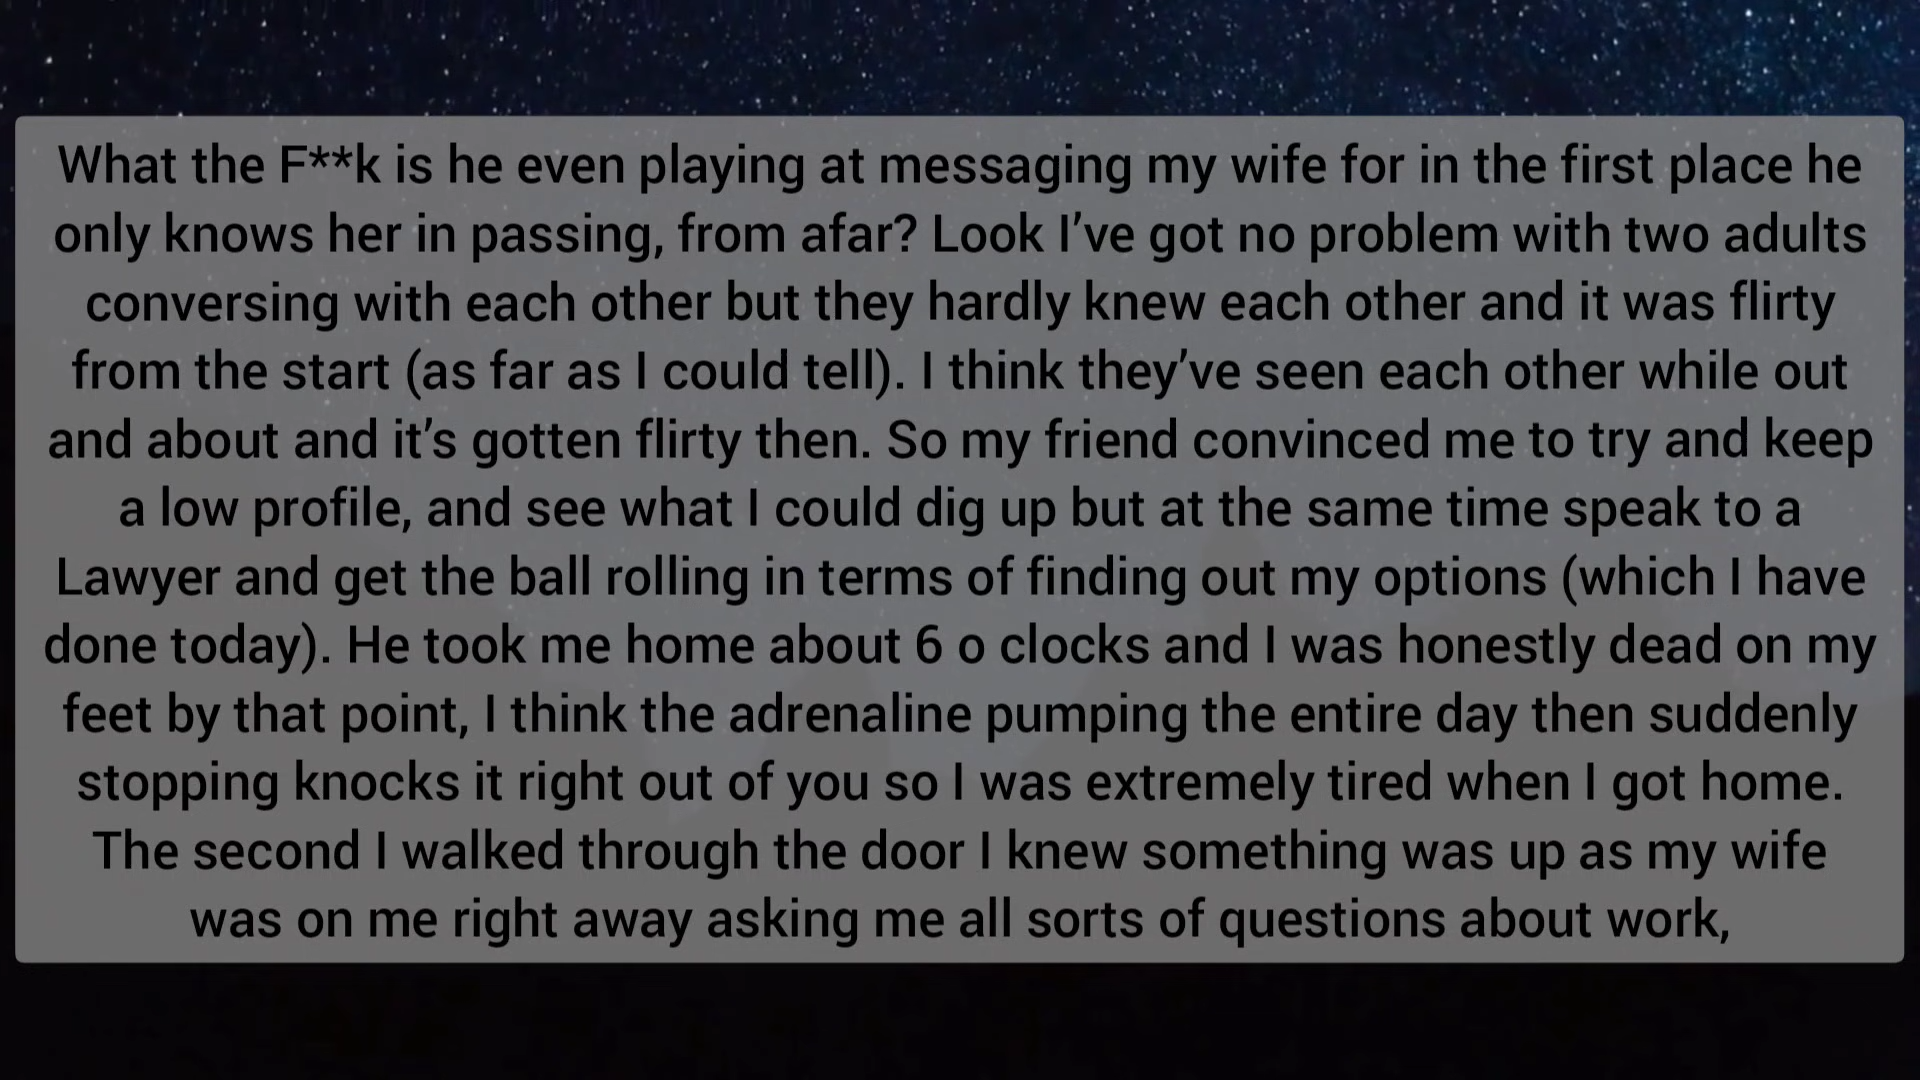 What the F**k is he even playing at messaging my wife for in the first place he
only knows her in passing, from afar? Look I’ve got no problem with two adults
conversing with each other but they hardly knew each other and it was flirty
from the start (as far as I could tell). I think they’ve seen each other while out
and about and it’s gotten flirty then. So my friend convinced me to try and keep
a low profile, and see what I could dig up but at the same time speak to a
Lawyer and get the ball rolling in terms of finding out my options (which I have
done today). He took me home about 6 o clocks and I was honestly dead on my
feet by that point, I think the adrenaline pumping the entire day then suddenly
stopping knocks it right out of you so I was extremely tired when I got home.
The second I walked through the door I knew something was up as my wife
was on me right away asking me all sorts of questions about work,